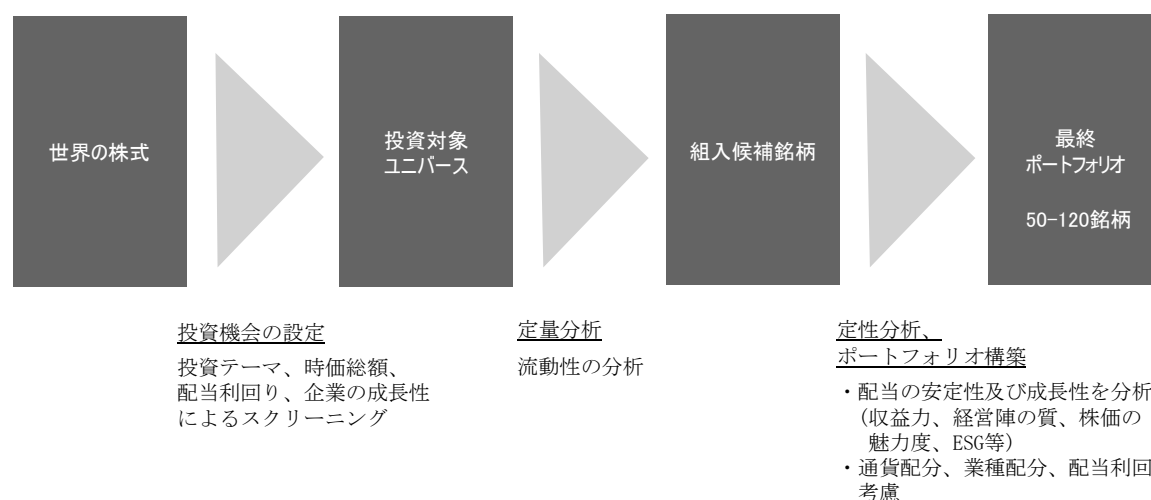 世界の株式
投資対象
ユニバース
組入候補銘柄
最終
ポートフォリオ
50-120銘柄
投資機会の設定
投資テーマ、時価総額、
配当利回り、企業の成長性
によるスクリーニング
定量分析
流動性の分析
定性分析、
ポートフォリオ構築
・配当の安定性及び成長性を分析
(収益力、経営陣の質、株価の
魅力度、ESG等)
・通貨配分、業種配分、配当利回
考慮